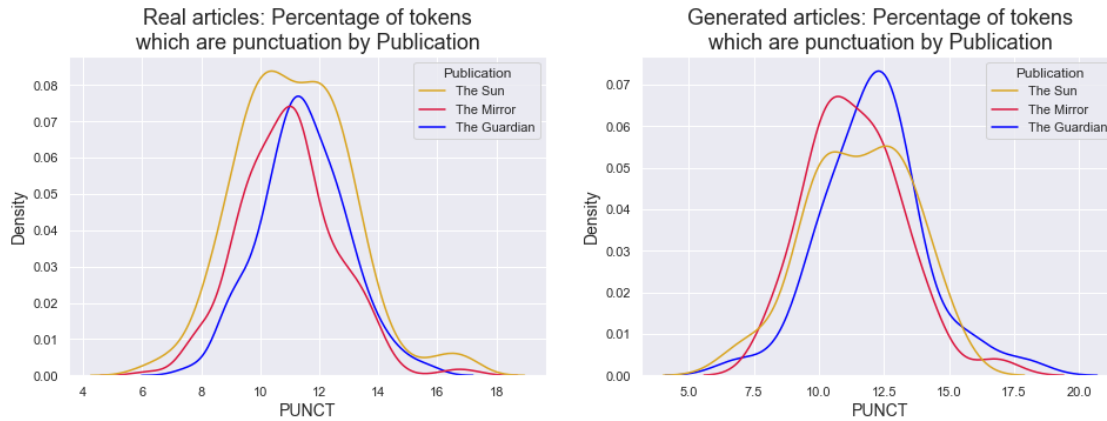 Real articles: Percentage of tokens
which are punctuation by Publication
Publication
The Sun
The Mirror
The Guardian
0.08
0.07
0.06
0.05
0.04
0.03
0.02
0.01
0.00
Density
4 6 8 10 12 14 16 18
PUNCT
Generated articles: Percentage of tokens
which are punctuation by Publication
Publication
The Sun
The Mirror
The Guardian
0.07
0.06
0.05
0.04
0.03
0.02
0.01
0.00
Density
5.0 7.5 10.0 12.5 15.0 17.5 20.0
PUNCT